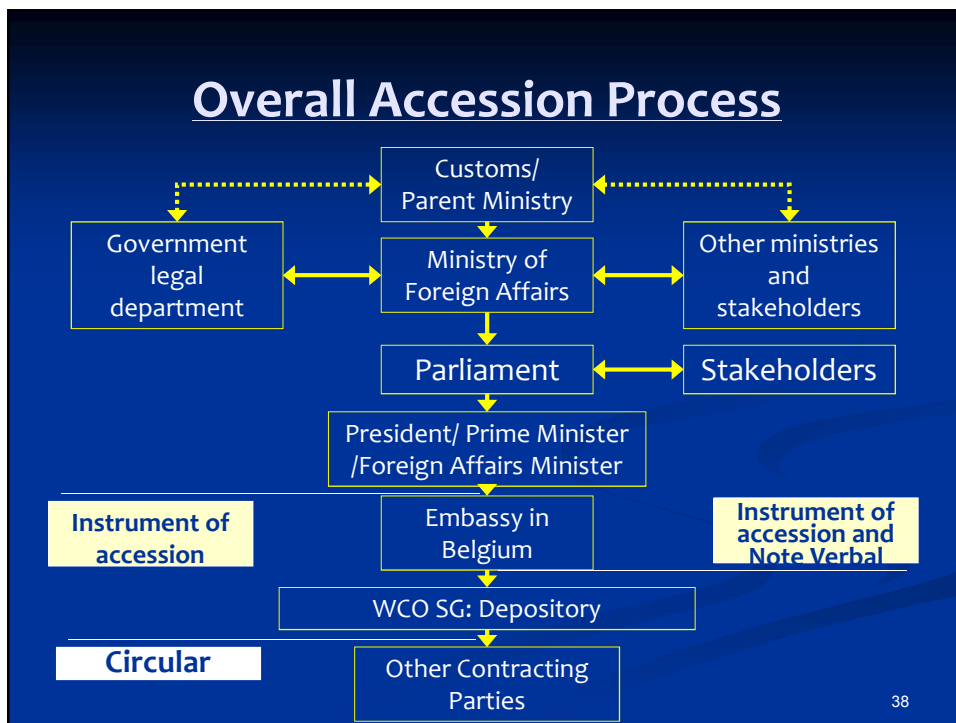 Overall Accession Process
Customs/
Parent Ministry
Government
legal
department
Ministry of
Foreign Affairs
Other ministries
and
stakeholders
Parliament
Stakeholders
President/ Prime Minister
/Foreign Affairs Minister
Instrument of
accession
Embassy in
Belgium
Instrument of
accession and
Note Verbal
WCO SG: Depository
Circular
Other Contracting
Parties
38